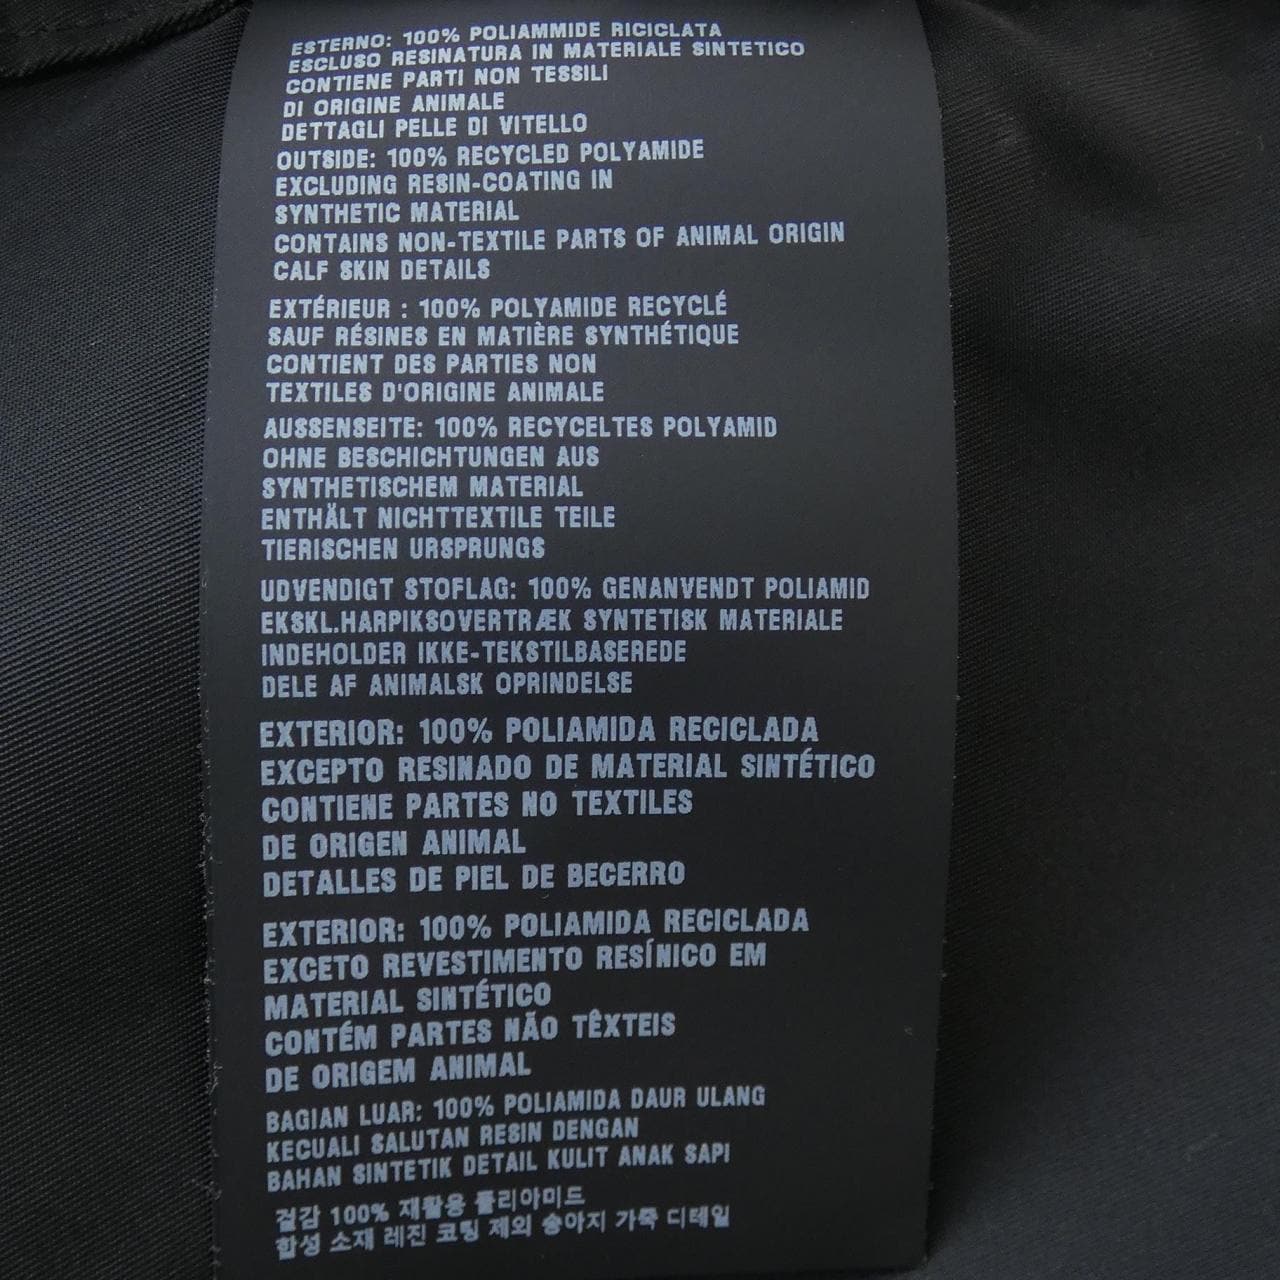 ESTERNO: 100% POLIAMMIDE RICICLATA
ESCLUSO RESINATURA IN MATERIALE SINTETICO
CONTIENE PARTI NON TESSILI
DI ORIGINE ANIMALE
DETTAGLI PELLE DI VITELLO
OUTSIDE: 100% RECYCLED POLYAMIDE
EXCLUDING RESIN-COATING IN
SYNTHETIC MATERIAL
CONTAINS NON-TEXTILE PARTS OF ANIMAL ORIGIN
CALF SKIN DETAILS
EXTÉRIEUR : 100% POLYAMIDE RECYCLÉ
SAUF RÉSINES EN MATIÈRE SYNTHÉTIQUE
CONTIENT DES PARTIES NON
TEXTILES D'ORIGINE ANIMALE
AUSSENSEITE: 100% RECYCELTES POLYAMID
OHNE BESCHICHTUNGEN AUS
SYNTHETISCHEM MATERIAL
ENTHÄLT NICHTTEXTILE TEILE
TIERISCHEN URSPRUNGS
UDVENDIGT STOFLAG: 100% GENANVENDT POLIAMID
EKSKL.HARPIKSOVERTRÆK SYNTETISK MATERIALE
INDEHOLDER IKKE-TEKSTILBASEREDE
DELE AF ANIMALSK OPRINDELSE
EXTERIOR: 100% POLIAMIDA RECICLADA
EXCEPTO RESINADO DE MATERIAL SINTÉTICO
CONTIENE PARTES NO TEXTILES
DE ORIGEN ANIMAL
DETALLES DE PIEL DE BECERRO
EXTERIOR: 100% POLIAMIDA RECICLADA
EXCETO REVESTIMENTO RESÍNICO EM
MATERIAL SINTÉTICO
CONTÉM PARTES NÃO TÊXTEIS
DE ORIGEM ANIMAL
BAGIAN LUAR: 100% POLIAMIDA DAUR ULANG
KECUALI SALUTAN RESIN DENGAN
BAHAN SINTETIK DETAIL KULIT ANAK SAPI
겉감 100% 재활용 폴리아미드
합성 소재 레진 코팅 제외 송아지 가죽 디테일